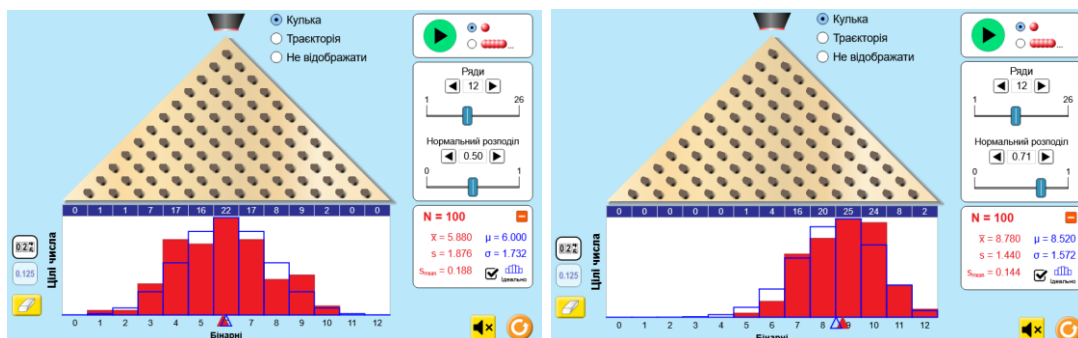 Кулька
Траєкторія
Не відображати
...
Ряди
12
1 26
Нормальний розподіл
0.50
0 1
0 1 1 7 17 16 22 17 8 9 2 0 0
N = 100
x̅ = 5.880 μ = 6.000
s = 1.876 σ = 1.732
smean = 0.188
Ідеально
0.125
Цілі числа
0 1 2 3 4 5 7 8 9 10 11 12
Бінарні
Кулька
Траєкторія
Не відображати
...
Ряди
12
1 26
Нормальний розподіл
0.71
0 1
0 0 0 0 0 1 4 16 20 25 24 8 2
N = 100
x̅ = 8.780 μ = 8.520
s = 1.440 σ = 1.572
smean = 0.144
Ідеально
0.125
Цілі числа
0 1 2 3 4 5 6 7 8 9 10 11 12
Бінарні